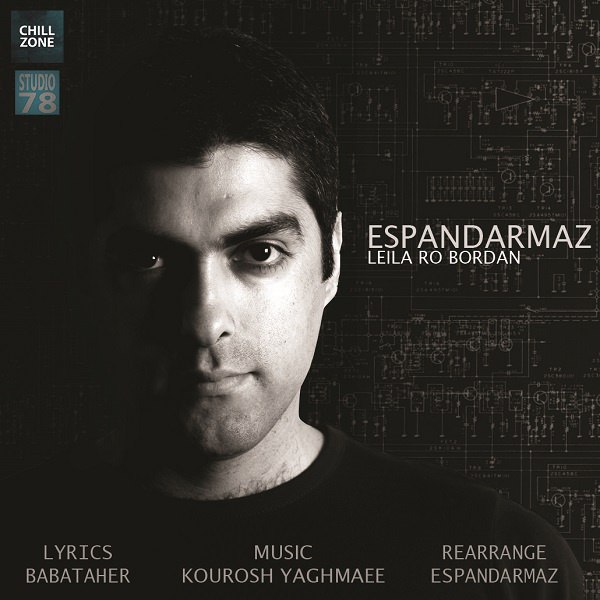 CHILL
ZONE
STUDIO
78
ESPANDARMAZ
LEILA RO BORDAN
LYRICS
BABATAHER
MUSIC
KOUROSH YAGHMAEE
REARRANGE
ESPANDARMAZ